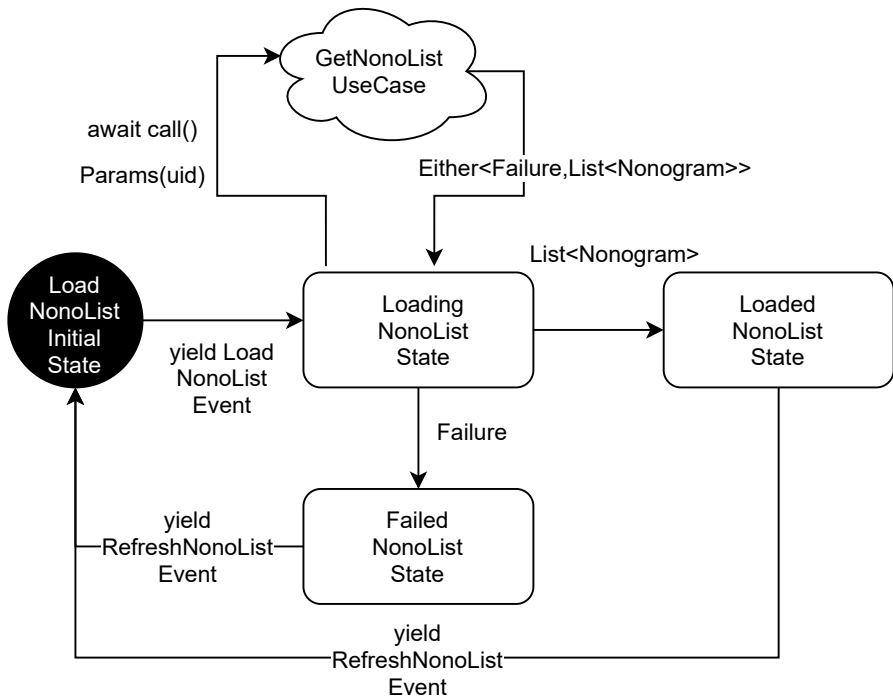 GetNonoList
UseCase
await call()
Params(uid)
Either<Failure,List<Nonogram>>
List<Nonogram>
Load
NonoList
Initial
State
yield Load
NonoList
Event
Loading
NonoList
State
Loaded
NonoList
State
Failure
yield
RefreshNonoList
Event
Failed
NonoList
State
yield
RefreshNonoList
Event